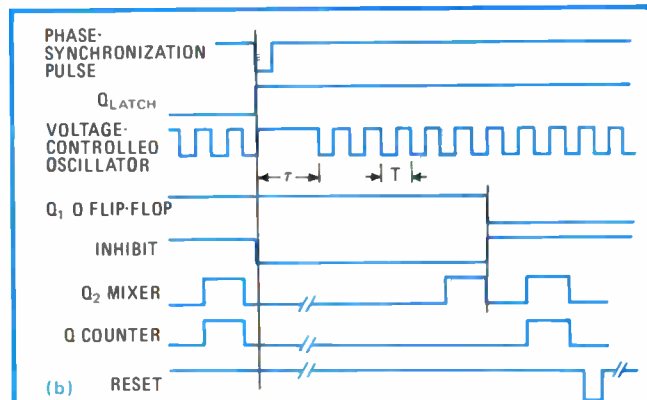 PHASE-
SYNCHRONIZATION
PULSE
QLATCH
VOLTAGE-
CONTROLLED
OSCILLATOR
τ
T
Q1 O FLIP-FLOP
INHIBIT
Q2 MIXER
Q COUNTER
(b)
RESET